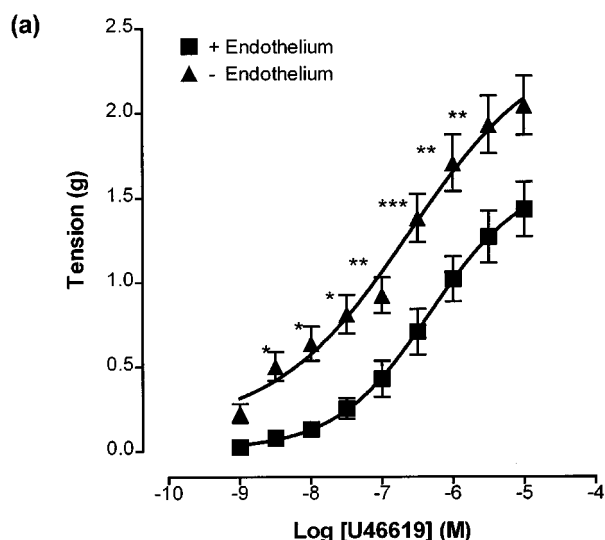 (a)
+ Endothelium
- Endothelium
Tension (g)
2.5
2.0
1.5
1.0
0.5
0.0
*
*
*
**
***
**
**
-10 -9 -8 -7 -6 -5 -4
Log [U46619] (M)